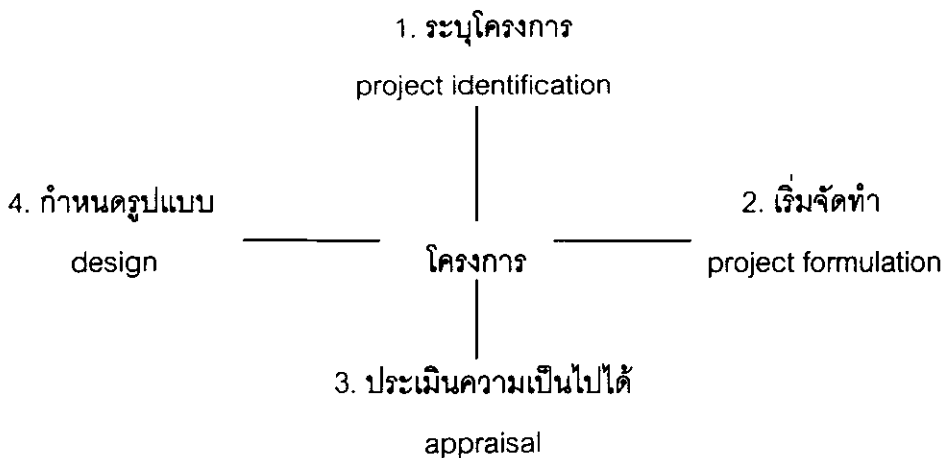 1. ระบุโครงการ
project identification
4. กำหนดรูปแบบ
design
โครงการ
2. เริ่มจัดทำ
project formulation
3. ประเมินความเป็นไปได้
appraisal